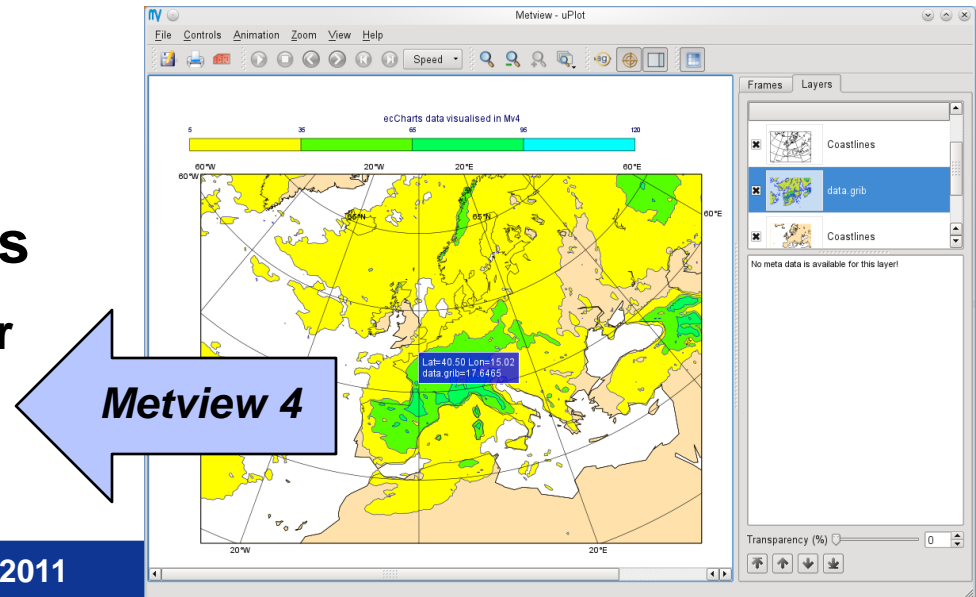 Metview - uPlot
File Controls Animation Zoom View Help
Speed
Frames Layers
ecCharts data visualised in Mv4
5 35 65 95 120
60°W 20°W 20°E 60°E
60°W
60°E
65°N
Coastlines
data.grib
Coastlines
No meta data is available for this layer!
s
r
Lat=40.50 Lon=15.02
data.grib=17.6465
Metview 4
20°W 20°E
Transparency (%) 0
2011